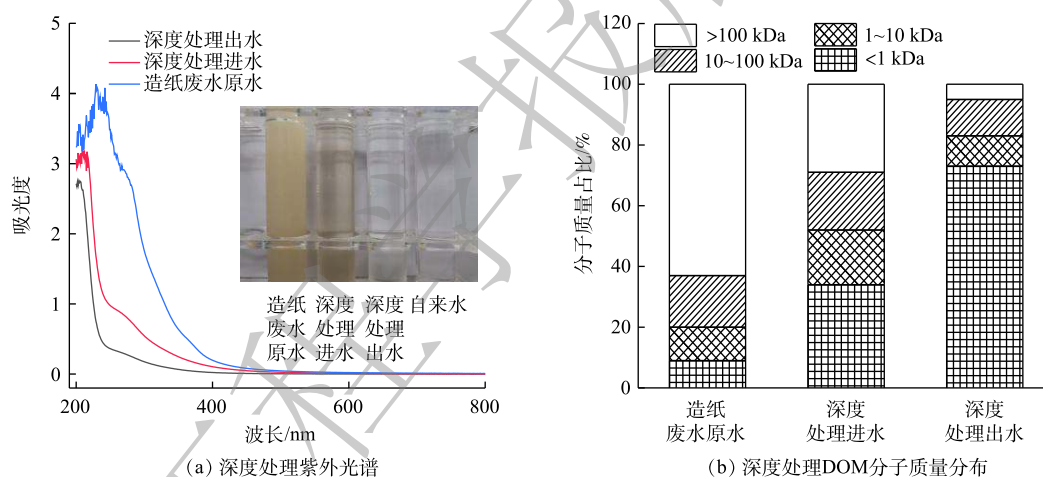 5
4
3
2
1
0
吸光度
深度处理出水
深度处理进水
造纸废水原水
造纸 深度 深度 自来水
废水 处理 处理
原水 进水 出水
200 400 600 800
波长/nm
(a) 深度处理紫外光谱
120
100
80
60
40
20
0
分子质量占比/%
>100 kDa 1~10 kDa
10~100 kDa <1 kDa
造纸 深度 深度
废水原水 处理进水 处理出水
(b) 深度处理DOM分子质量分布
工程学报